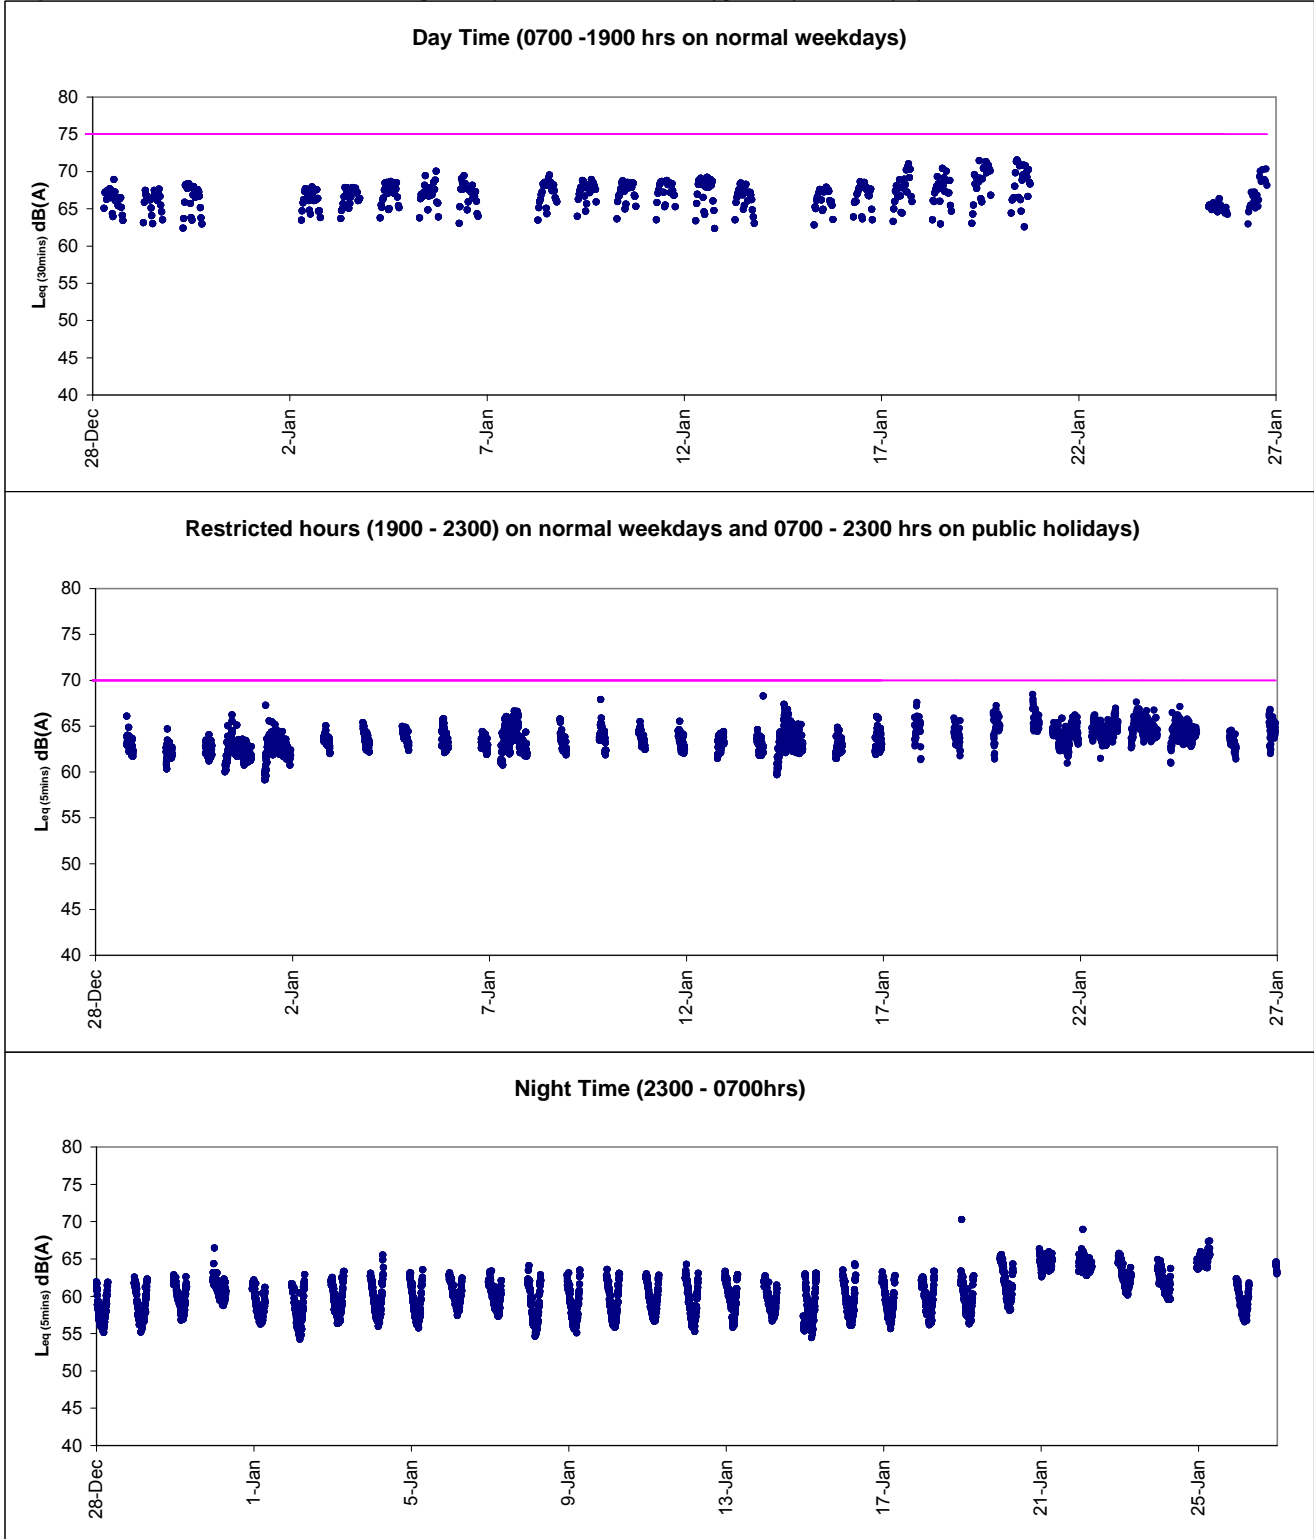 Day Time (0700 -1900 hrs on normal weekdays)
80
75
70
65
60
55
50
45
40
Leq (30mins) dB(A)
28-Dec
2-Jan
7-Jan
12-Jan
17-Jan
22-Jan
27-Jan
Restricted hours (1900 - 2300) on normal weekdays and 0700 - 2300 hrs on public holidays)
80
75
70
65
60
55
50
45
40
Leq (5mins) dB(A)
28-Dec
2-Jan
7-Jan
12-Jan
17-Jan
22-Jan
27-Jan
Night Time (2300 - 0700hrs)
80
75
70
65
60
55
50
45
40
Leq (5mins) dB(A)
28-Dec
1-Jan
5-Jan
9-Jan
13-Jan
17-Jan
21-Jan
25-Jan